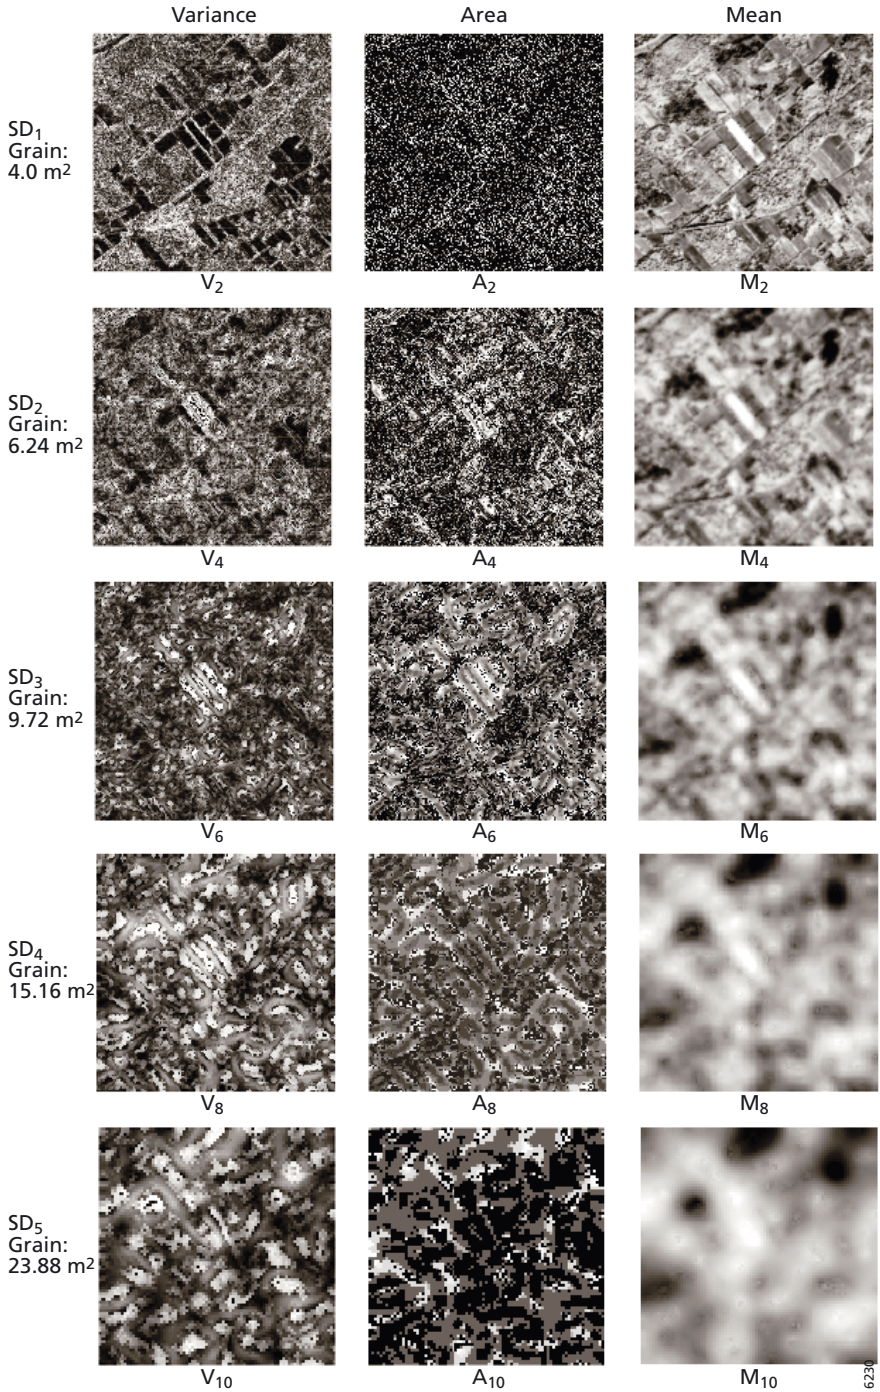 Variance Area Mean
SD1
Grain:
4.0 m2
V2 A2 M2
SD2
Grain:
6.24 m2
V4 A4 M4
SD3
Grain:
9.72 m2
V6 A6 M6
SD4
Grain:
15.16 m2
V8 A8 M8
SD5
Grain:
23.88 m2
V10 A10 M10
6230